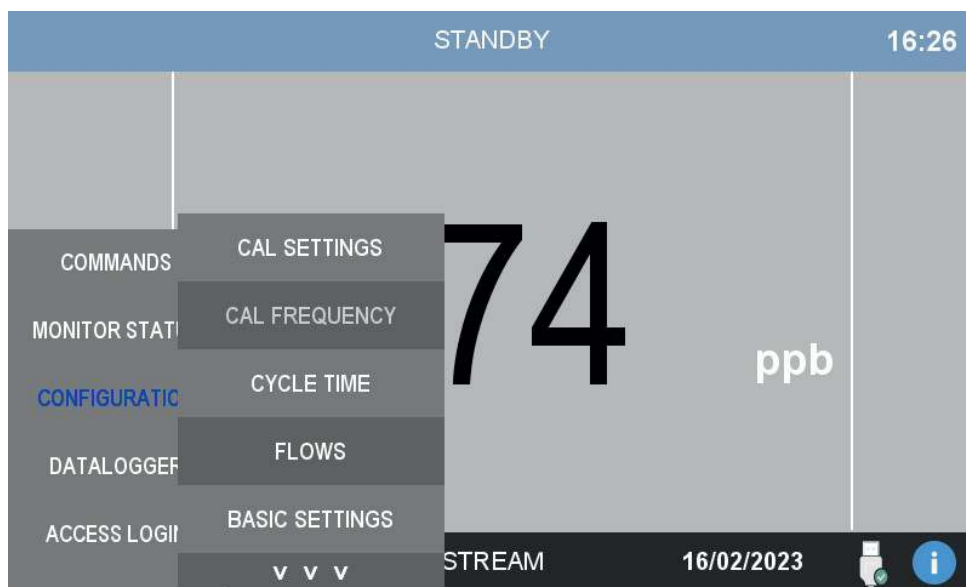 STANDBY 16:26
COMMANDS
MONITOR STATU
CONFIGURATIO
DATALOGGER
ACCESS LOGIN
CAL SETTINGS
CAL FREQUENCY
CYCLE TIME
FLOWS
BASIC SETTINGS
v v v
74
ppb
STREAM 16/02/2023
i